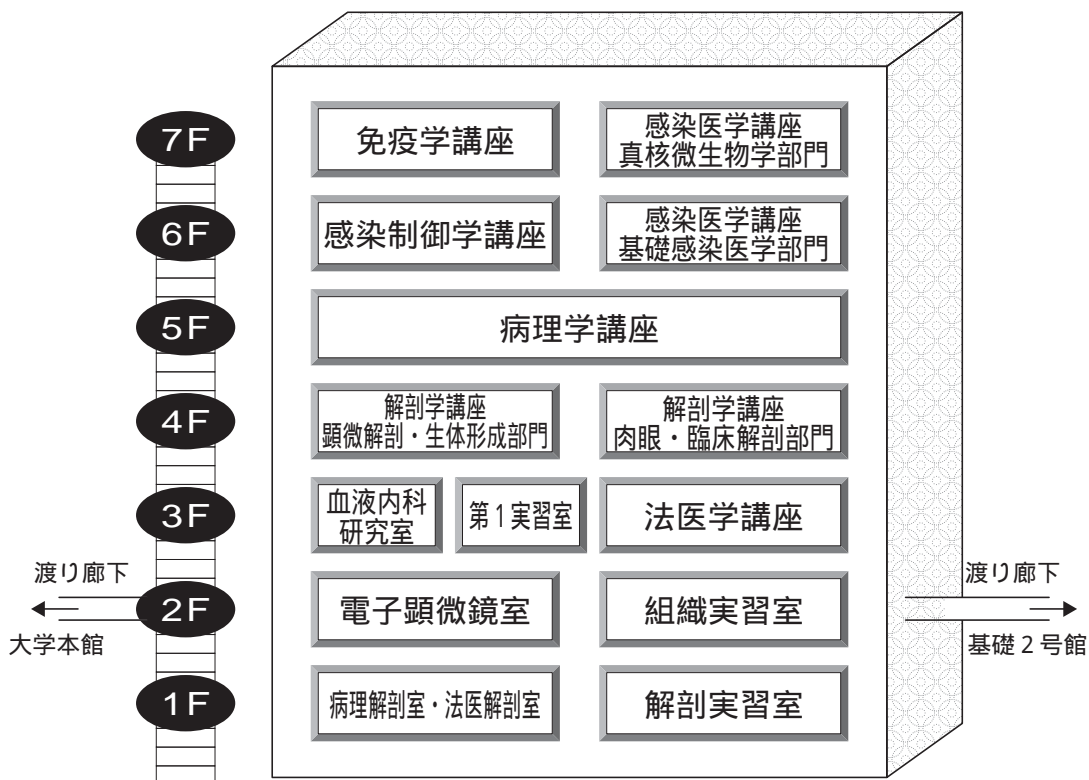 7F
免疫学講座
感染医学講座
真核微生物学部門
6F
感染制御学講座
感染医学講座
基礎感染医学部門
5F
病理学講座
4F
解剖学講座
顕微解剖・生体形成部門
解剖学講座
肉眼・臨床解剖部門
3F
血液内科
研究室
第1実習室
法医学講座
渡り廊下
大学本館
2F
電子顕微鏡室
組織実習室
渡り廊下
基礎2号館
1F
病理解剖室・法医解剖室
解剖実習室